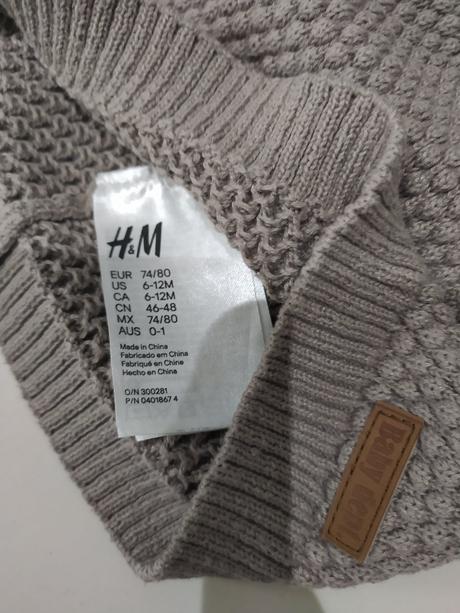 H&M
EUR 74/80
US 6-12M
CA 6-12M
CN 46-48
MX 74/80
AUS 0-1
Made in China
Fabricado em China
Fabriqué en Chine
Hecho en China
O/N 300281
P/N 0401867 4
Baby